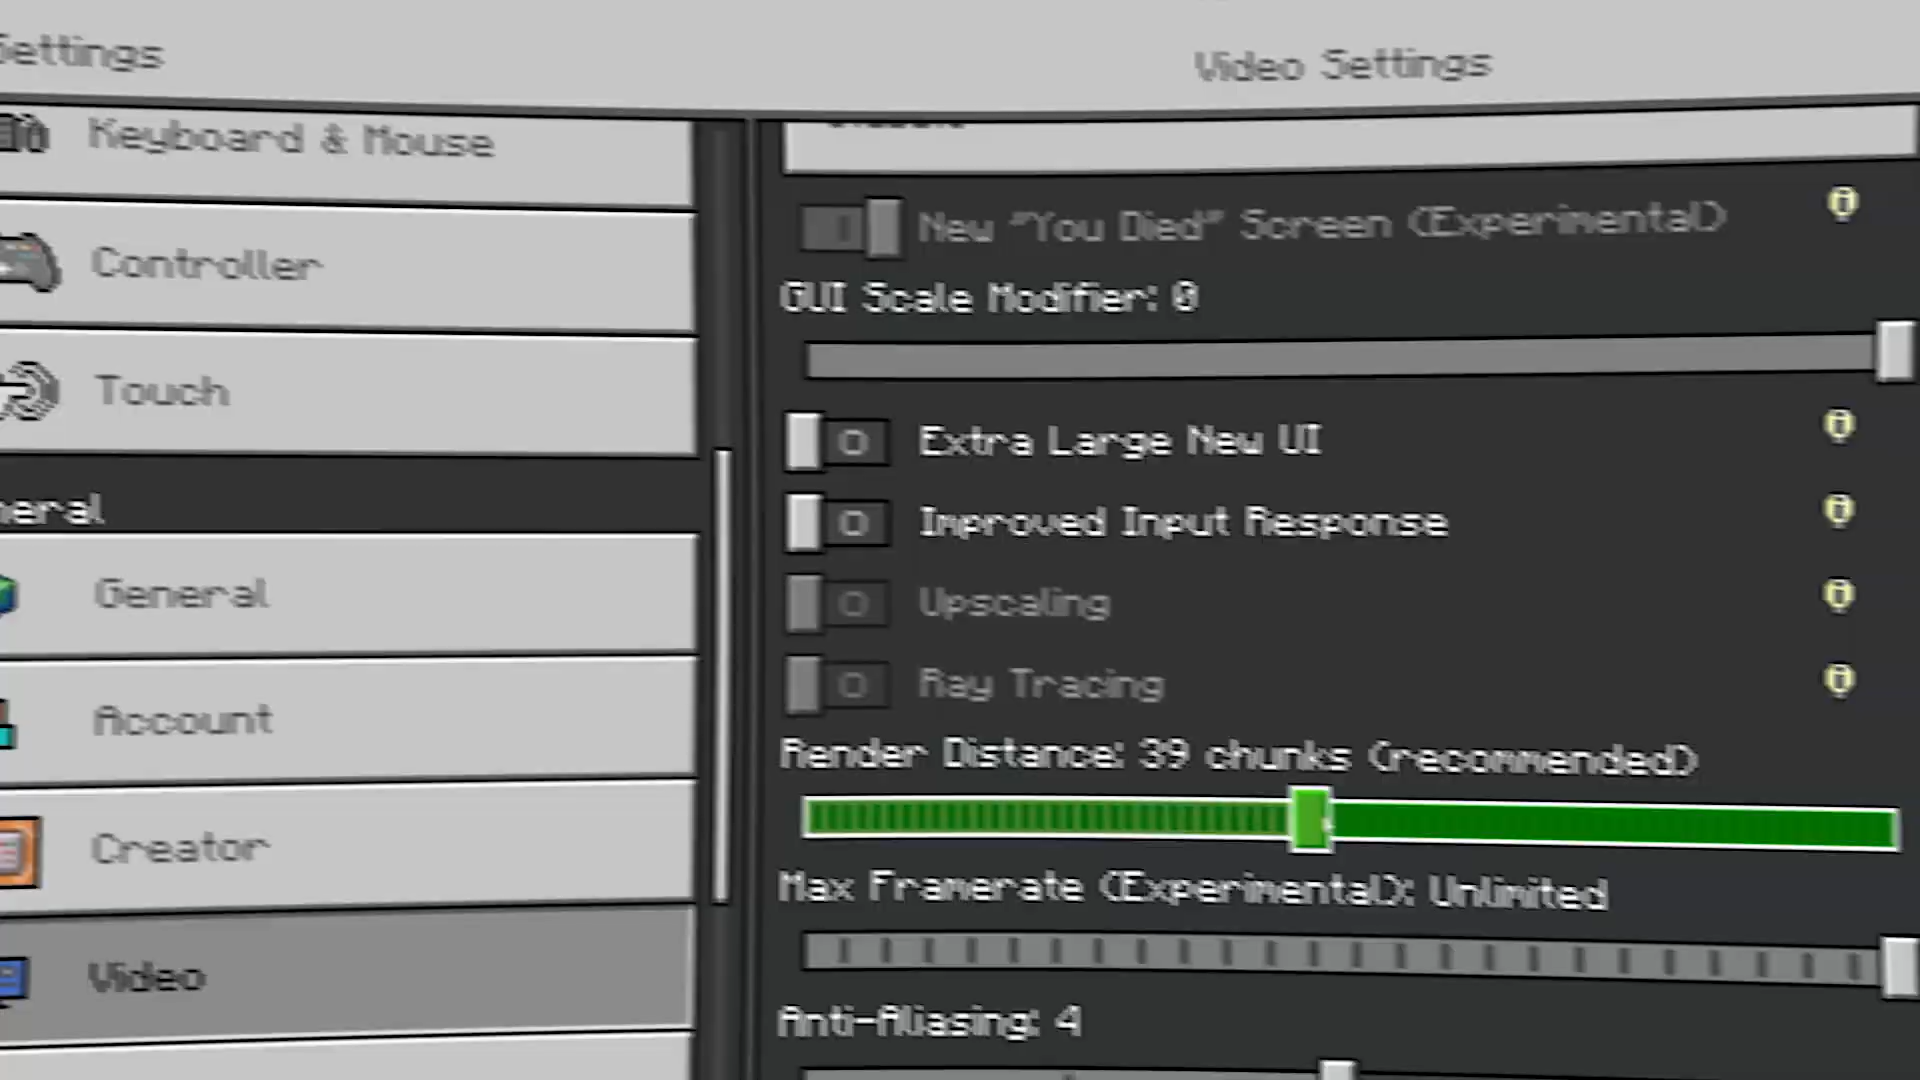 Settings
Video Settings
Keyboard & Mouse
Controller
Touch
neral
General
Account
Creator
Video
New "You Died" Screen (Experimental)
GUI Scale Modifier: 0
Extra Large New UI
Improved Input Response
Upscaling
Ray Tracing
Render Distance: 39 chunks (recommended)
Max Framerate (Experimental): Unlimited
Anti-Aliasing: 4